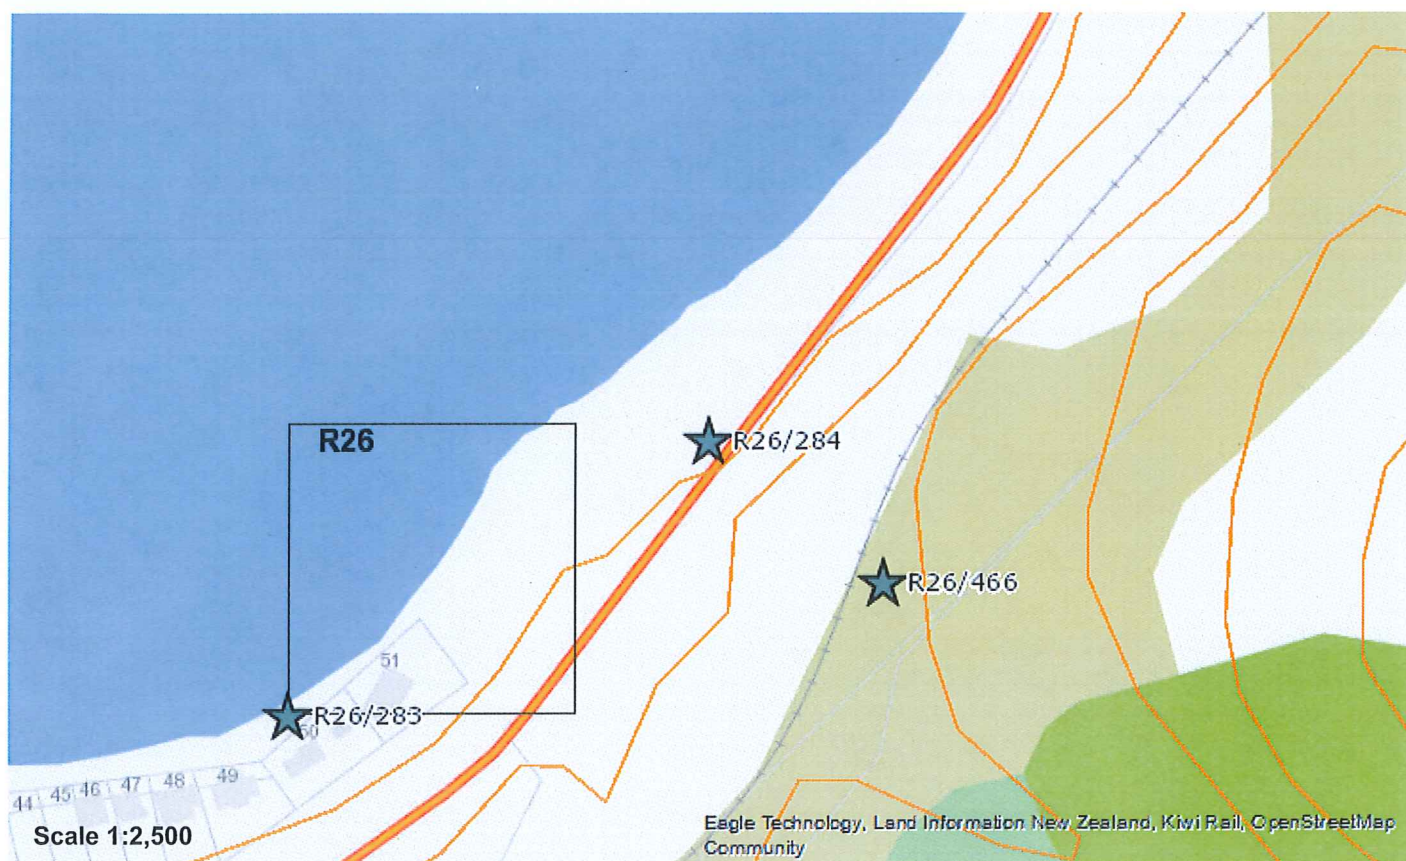 R26
R26/284
R26/466
51
R26/283
50
44 45 46 47 48 49
Scale 1:2,500
Eagle Technology, Land Information New Zealand, Kiwi Rail, OpenStreetMap
Community